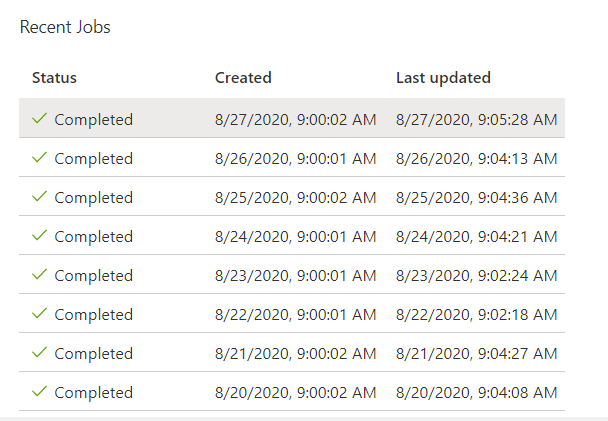 Recent Jobs
Status Created Last updated
Completed 8/27/2020, 9:00:02 AM 8/27/2020, 9:05:28 AM
Completed 8/26/2020, 9:00:01 AM 8/26/2020, 9:04:13 AM
Completed 8/25/2020, 9:00:02 AM 8/25/2020, 9:04:36 AM
Completed 8/24/2020, 9:00:01 AM 8/24/2020, 9:04:21 AM
Completed 8/23/2020, 9:00:01 AM 8/23/2020, 9:02:24 AM
Completed 8/22/2020, 9:00:01 AM 8/22/2020, 9:02:18 AM
Completed 8/21/2020, 9:00:02 AM 8/21/2020, 9:04:27 AM
Completed 8/20/2020, 9:00:02 AM 8/20/2020, 9:04:08 AM